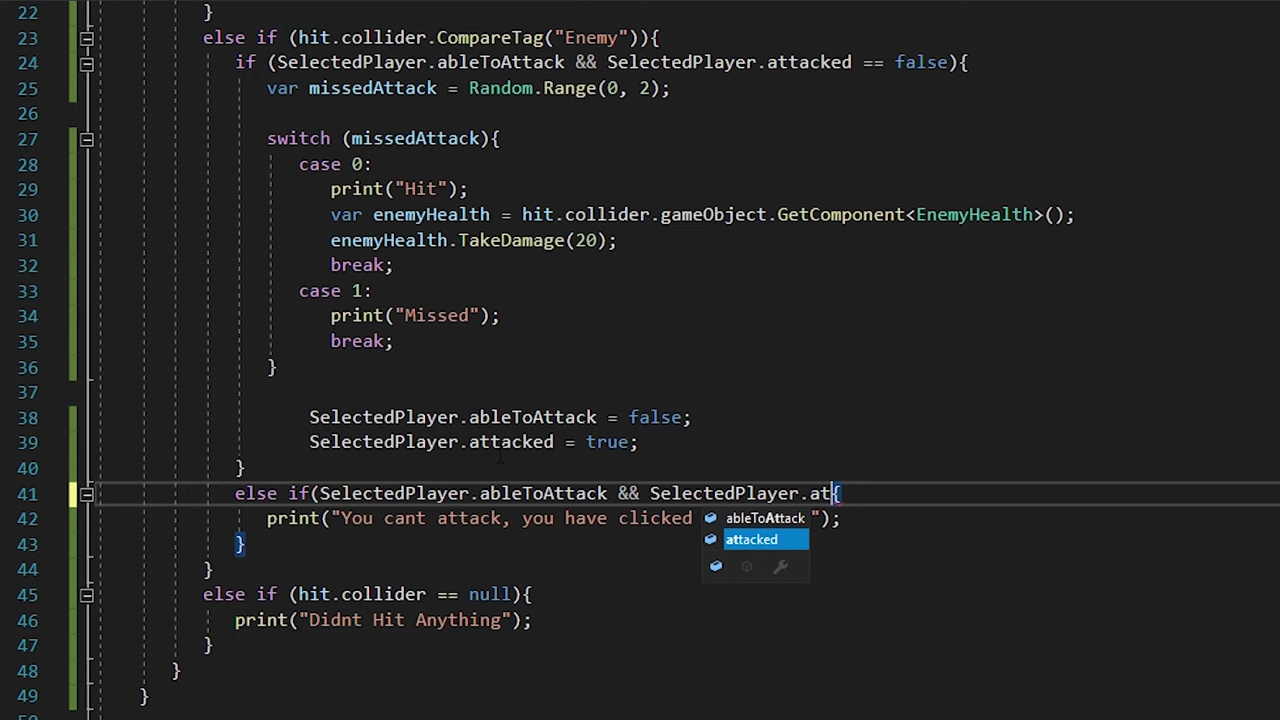 22 }
23 else if (hit.collider.CompareTag("Enemy")){
24 if (SelectedPlayer.ableToAttack && SelectedPlayer.attacked == false){
25 var missedAttack = Random.Range(0, 2);
26
27 switch (missedAttack){
28 case 0:
29 print("Hit");
30 var enemyHealth = hit.collider.gameObject.GetComponent<EnemyHealth>();
31 enemyHealth.TakeDamage(20);
32 break;
33 case 1:
34 print("Missed");
35 break;
36 }
37
38 SelectedPlayer.ableToAttack = false;
39 SelectedPlayer.attacked = true;
40 }
41 else if(SelectedPlayer.ableToAttack && SelectedPlayer.at{
42 print("You cant attack, you have clicked ");
ableToAttack
attacked
43 }
44 }
45 else if (hit.collider == null){
46 print("Didnt Hit Anything");
47 }
48 }
49 }